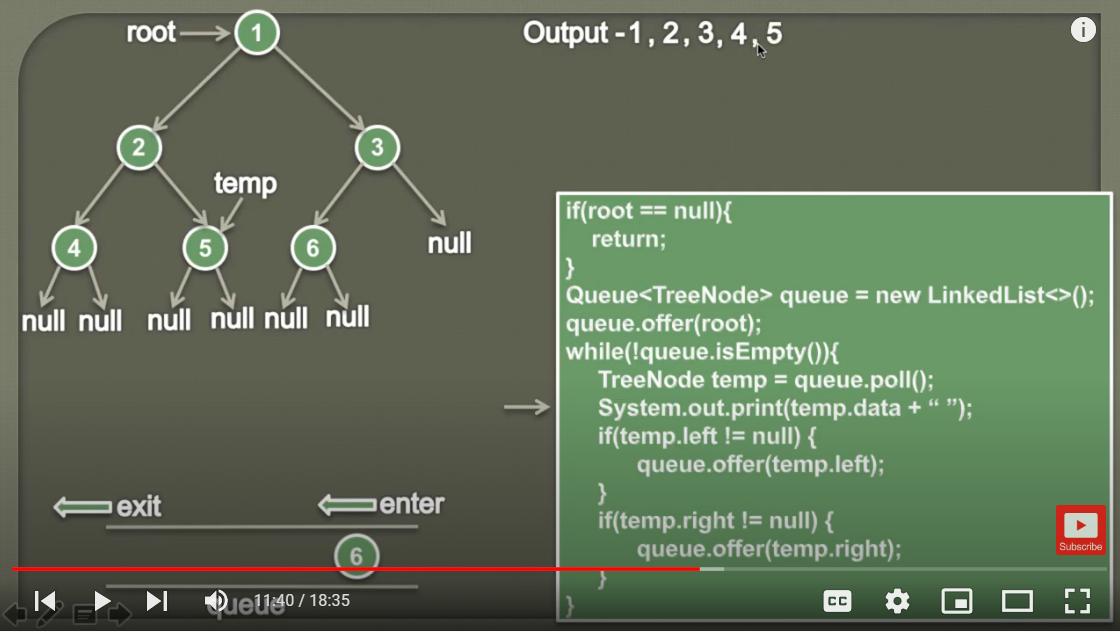 root
1
Output - 1 , 2 , 3, 4 , 5
i
2
3
temp
4
5
6
null
null
null
null
null
null
null
if(root == null){
return;
}
Queue<TreeNode> queue = new LinkedList<>();
queue.offer(root);
while(!queue.isEmpty()){
TreeNode temp = queue.poll();
System.out.print(temp.data + “ ”);
if(temp.left != null) {
queue.offer(temp.left);
}
if(temp.right != null) {
queue.offer(temp.right);
}
}
exit
enter
6
queue
Subscribe
11:40 / 18:35
CC